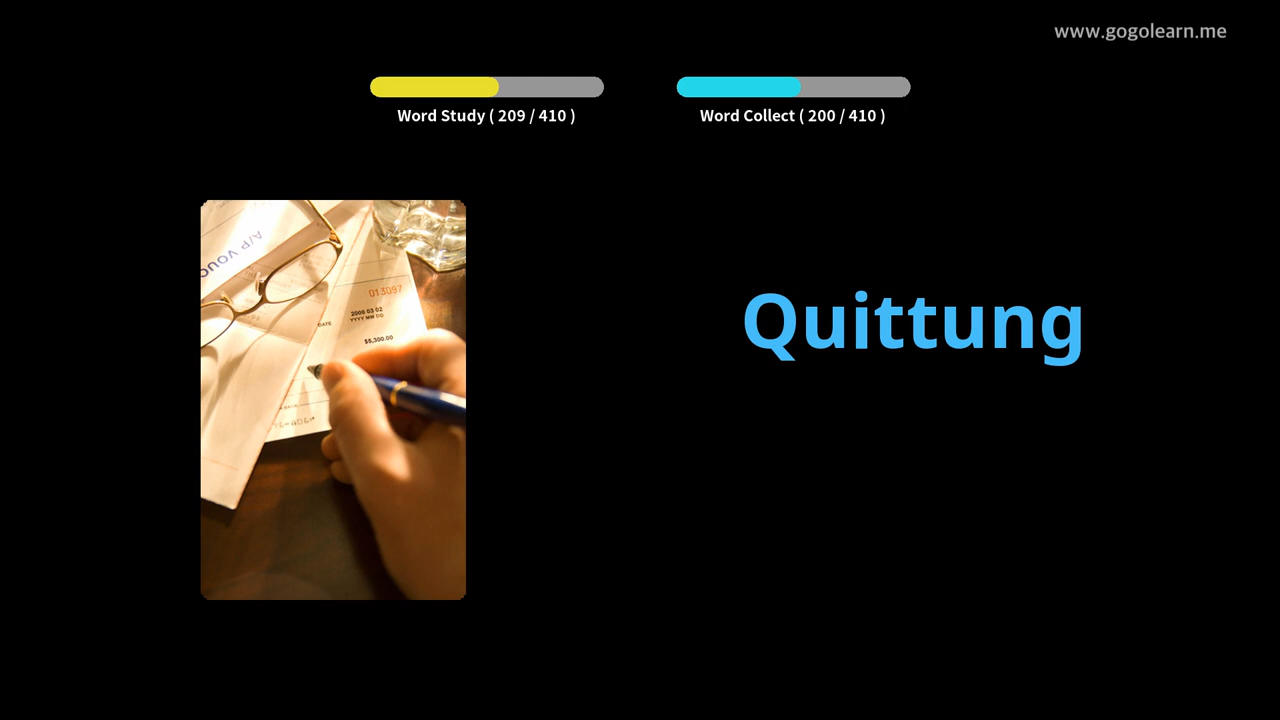 www.gogolearn.me
Word Study ( 209 / 410 )
Word Collect ( 200 / 410 )
Quittung
A/P VOUC
013097
DATE
2006 03 02
YYYY MM DD
$5,300.00